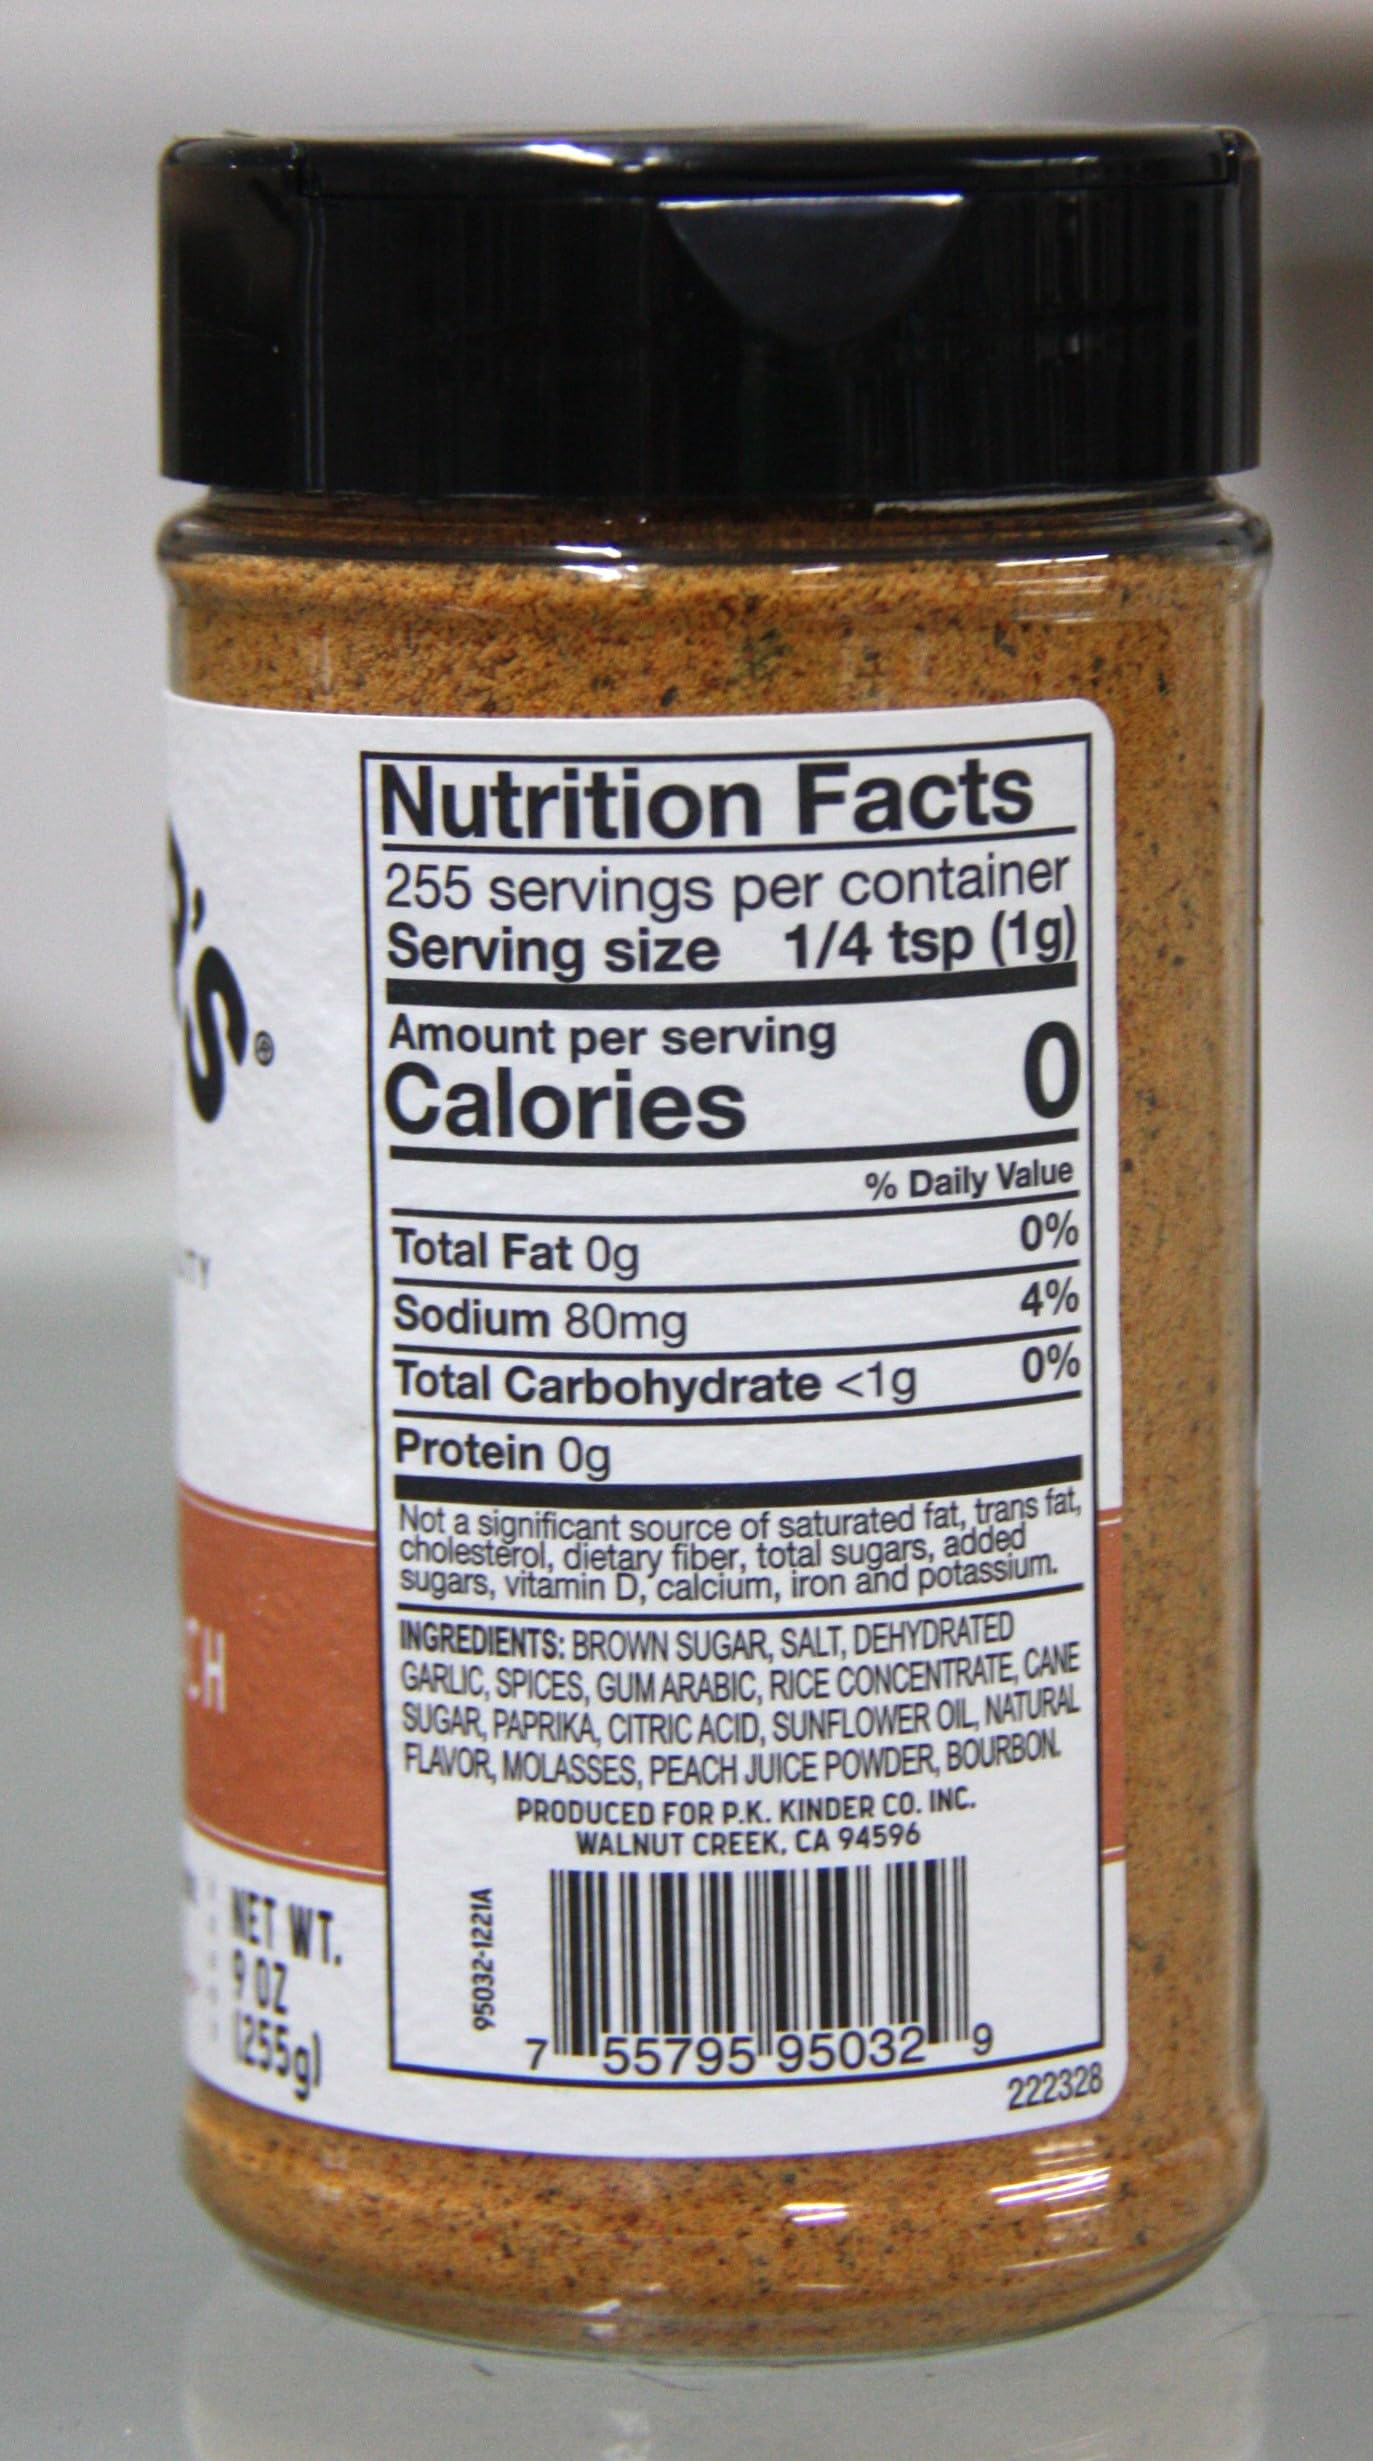 'S®
CH
NET WT.
9 OZ
(255g)
Nutrition Facts
255 servings per container
Serving size 1/4 tsp (1g)
Amount per serving
Calories 0
% Daily Value
Total Fat 0g 0%
Sodium 80mg 4%
Total Carbohydrate <1g 0%
Protein 0g
Not a significant source of saturated fat, trans fat,
cholesterol, dietary fiber, total sugars, added
sugars, vitamin D, calcium, iron and potassium.
INGREDIENTS: BROWN SUGAR, SALT, DEHYDRATED
GARLIC, SPICES, GUM ARABIC, RICE CONCENTRATE, CANE
SUGAR, PAPRIKA, CITRIC ACID, SUNFLOWER OIL, NATURAL
FLAVOR, MOLASSES, PEACH JUICE POWDER, BOURBON.
PRODUCED FOR P.K. KINDER CO. INC.
WALNUT CREEK, CA 94596
95032-1221A
7 55795 95032 9
222328